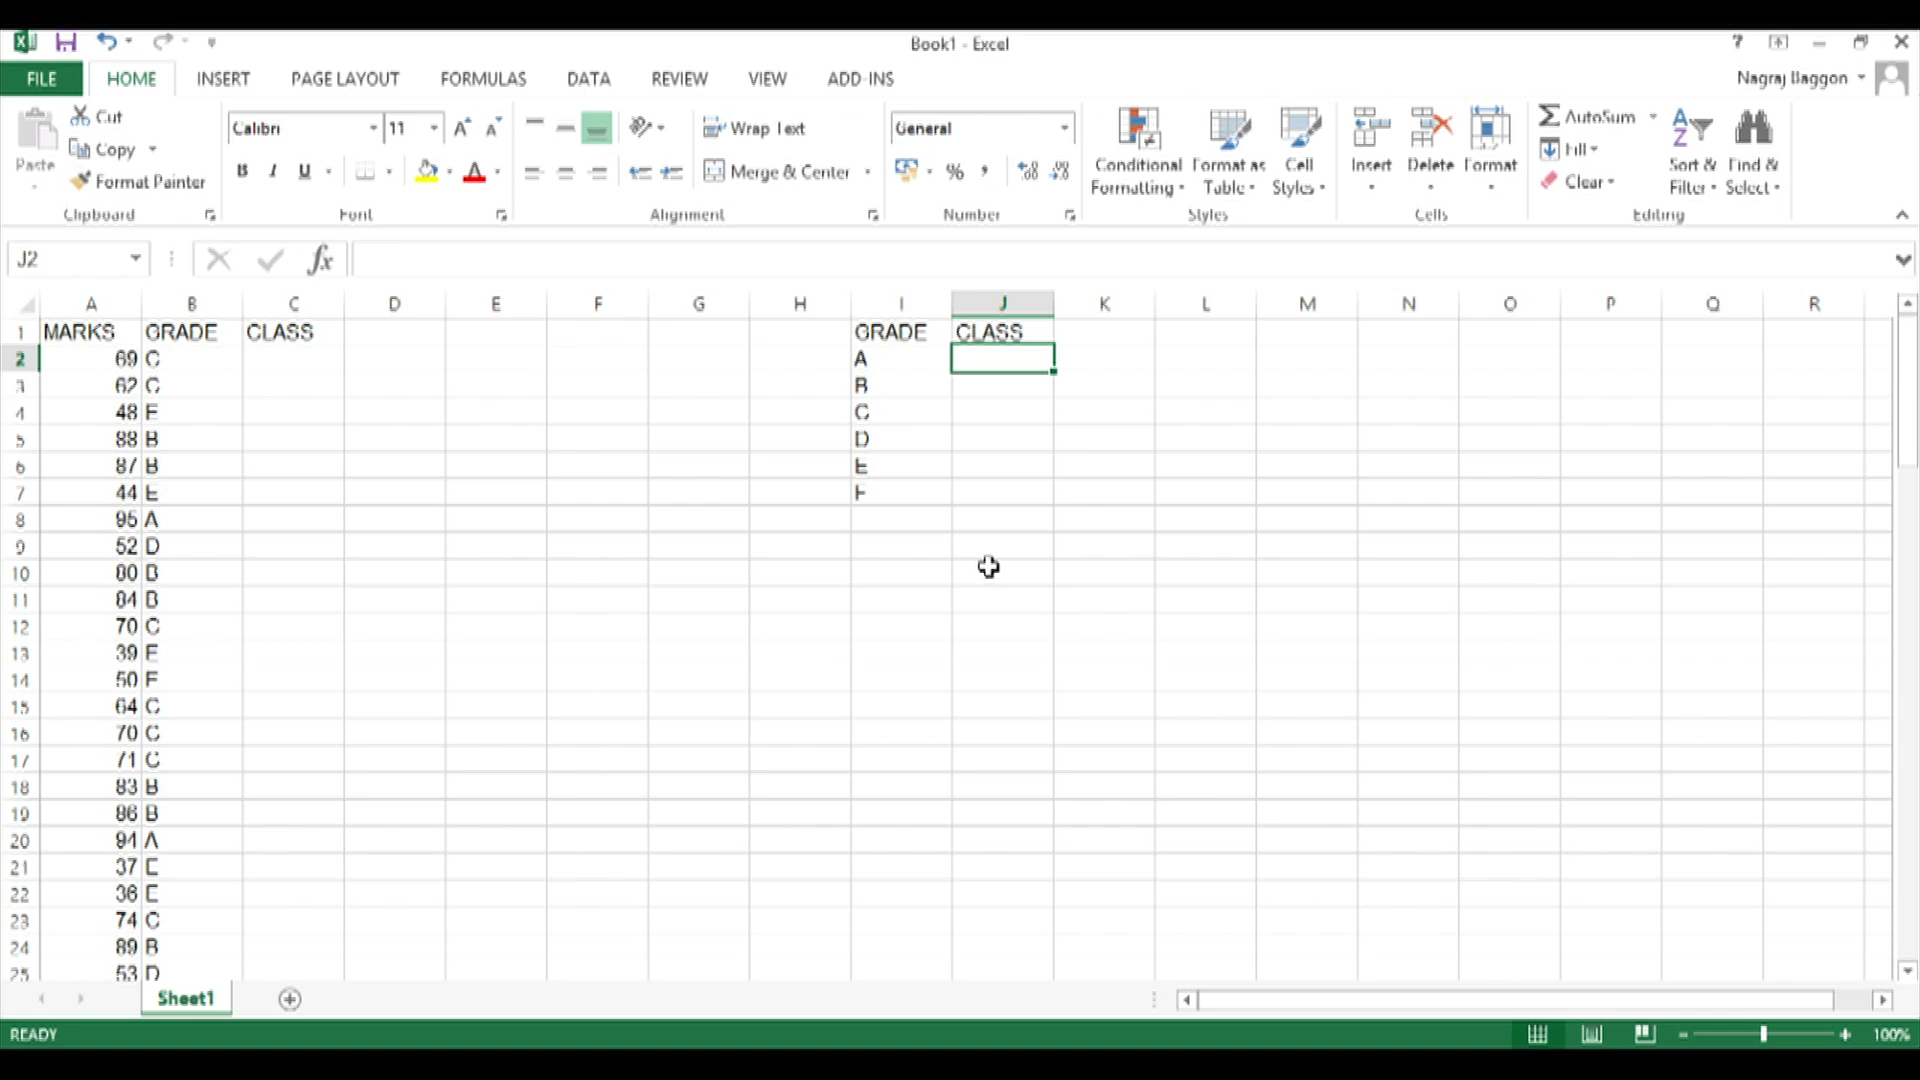 Book1 - Excel
FILE HOME INSERT PAGE LAYOUT FORMULAS DATA REVIEW VIEW ADD-INS
Nagraj
Paste
Cut
Copy
Format Painter
Clipboard
Calibri 11
B I U
Font
Wrap Text
Merge & Center
Alignment
General
%
Number
Conditional Formatting
Format as Table
Cell Styles
Styles
Insert Delete Format
Cells
AutoSum
Fill
Clear
Sort & Filter
Find & Select
Editing
J2 fx
A B C D E F G H I J K L M N O P Q R
1 MARKS GRADE CLASS GRADE CLASS
2 69 C A
3 62 C B
4 48 E C
5 88 B D
6 87 B E
7 44 E F
8 95 A
9 52 D
10 80 B
11 84 B
12 70 C
13 39 E
14 50
15 64 C
16 70 C
17 71 C
18 83 B
19 86 B
20 94 A
21 37 E
22 36 E
23 74 C
24 89 B
25 53 D
Sheet1
READY
100%